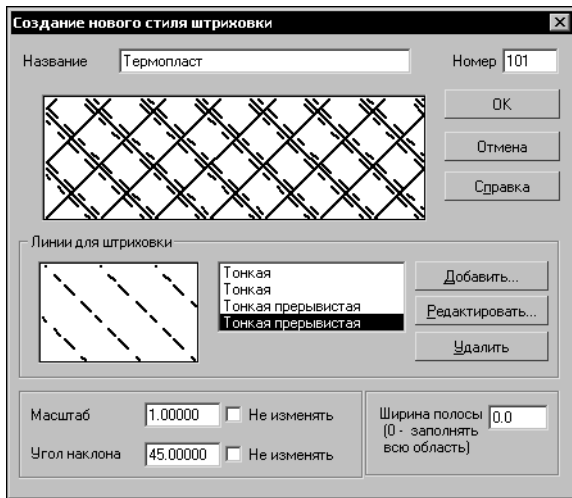 Создание нового стиля штриховки
Название Термопласт Номер 101
OK
Отмена
Справка
Линии для штриховки
Тонкая
Тонкая
Тонкая прерывистая
Тонкая прерывистая
Добавить...
Редактировать...
Удалить
Масштаб 1.00000 Не изменять
Угол наклона 45.00000 Не изменять
Ширина полосы 0.0
(0 - заполнять
всю область)